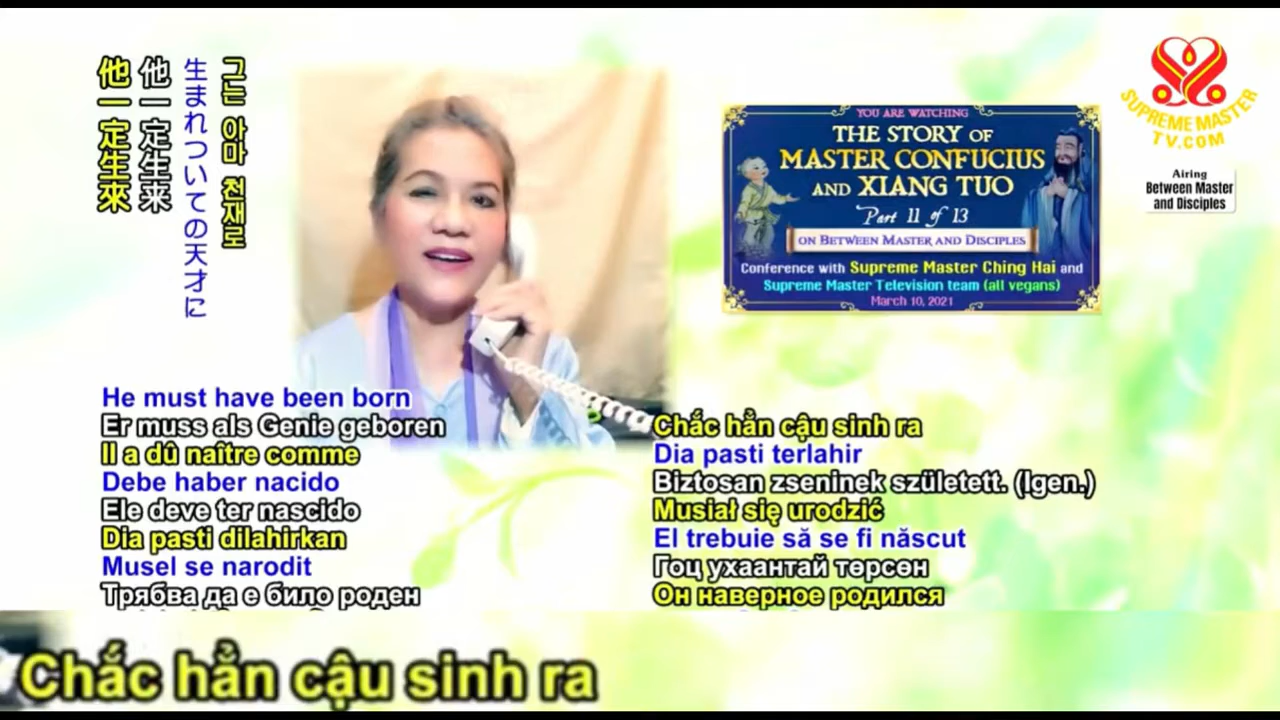 그는 아마 천재로
生まれついての天才に
他一定生来
他一定生來
YOU ARE WATCHING
THE STORY OF
MASTER CONFUCIUS
AND XIANG TUO
Part 11 of 13
ON BETWEEN MASTER AND DISCIPLES
Conference with Supreme Master Ching Hai and
Supreme Master Television team (all vegans)
March 10, 2021
SUPREME MASTER
TV.COM
Airing
Between Master
and Disciples
He must have been born
Er muss als Genie geboren
Il a dû naître comme
Debe haber nacido
Ele deve ter nascido
Dia pasti dilahirkan
Musel se narodit
Трябва да е било роден
Chắc hẳn cậu sinh ra
Dia pasti terlahir
Biztosan zseninek született. (Igen.)
Musiał się urodzić
El trebuie să se fi născut
Гоц ухаантай төрсөн
Он наверное родился
Chắc hẳn cậu sinh ra